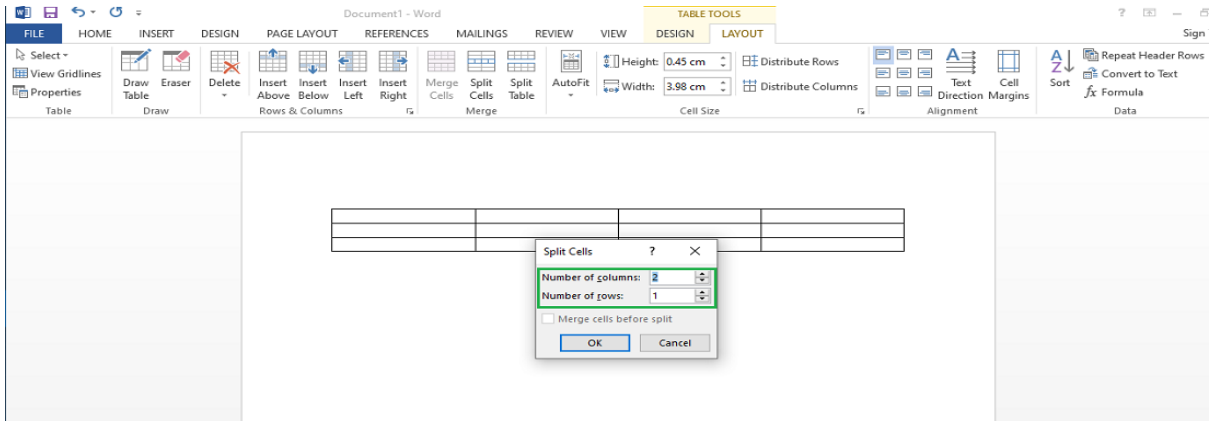 Document1 - Word
TABLE TOOLS
?
FILE HOME INSERT DESIGN PAGE LAYOUT REFERENCES MAILINGS REVIEW VIEW DESIGN LAYOUT Sign
Select
View Gridlines
Properties
Table
Draw Table
Eraser
Draw
Delete
Insert Above
Insert Below
Insert Left
Insert Right
Rows & Columns
Merge Cells
Split Cells
Split Table
Merge
AutoFit
Height: 0.45 cm
Width: 3.98 cm
Distribute Rows
Distribute Columns
Cell Size
Text Direction
Cell Margins
Alignment
Sort
Repeat Header Rows
Convert to Text
fx Formula
Data
Split Cells ?
Number of columns: 2
Number of rows: 1
Merge cells before split
OK Cancel